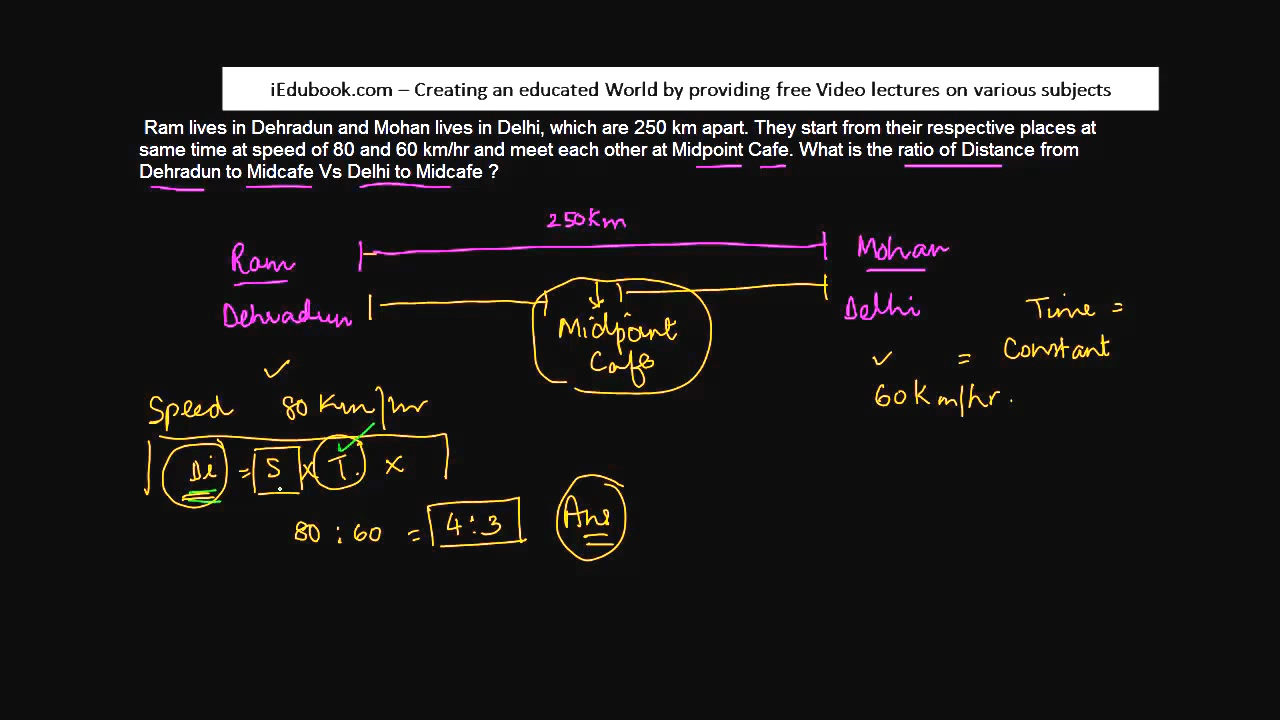 iEdubook.com – Creating an educated World by providing free Video lectures on various subjects
Ram lives in Dehradun and Mohan lives in Delhi, which are 250 km apart. They start from their respective places at
same time at speed of 80 and 60 km/hr and meet each other at Midpoint Cafe. What is the ratio of Distance from
Dehradun to Midcafe Vs Delhi to Midcafe ?
250Km
Ram
Mohan
Dehradun
Midpoint
Cafe
Delhi
Time =
Constant
✓
✓ =
Speed 80 Km/hr
60Km/hr.
Di = S x T. x
80 : 60 = 4:3
Ans